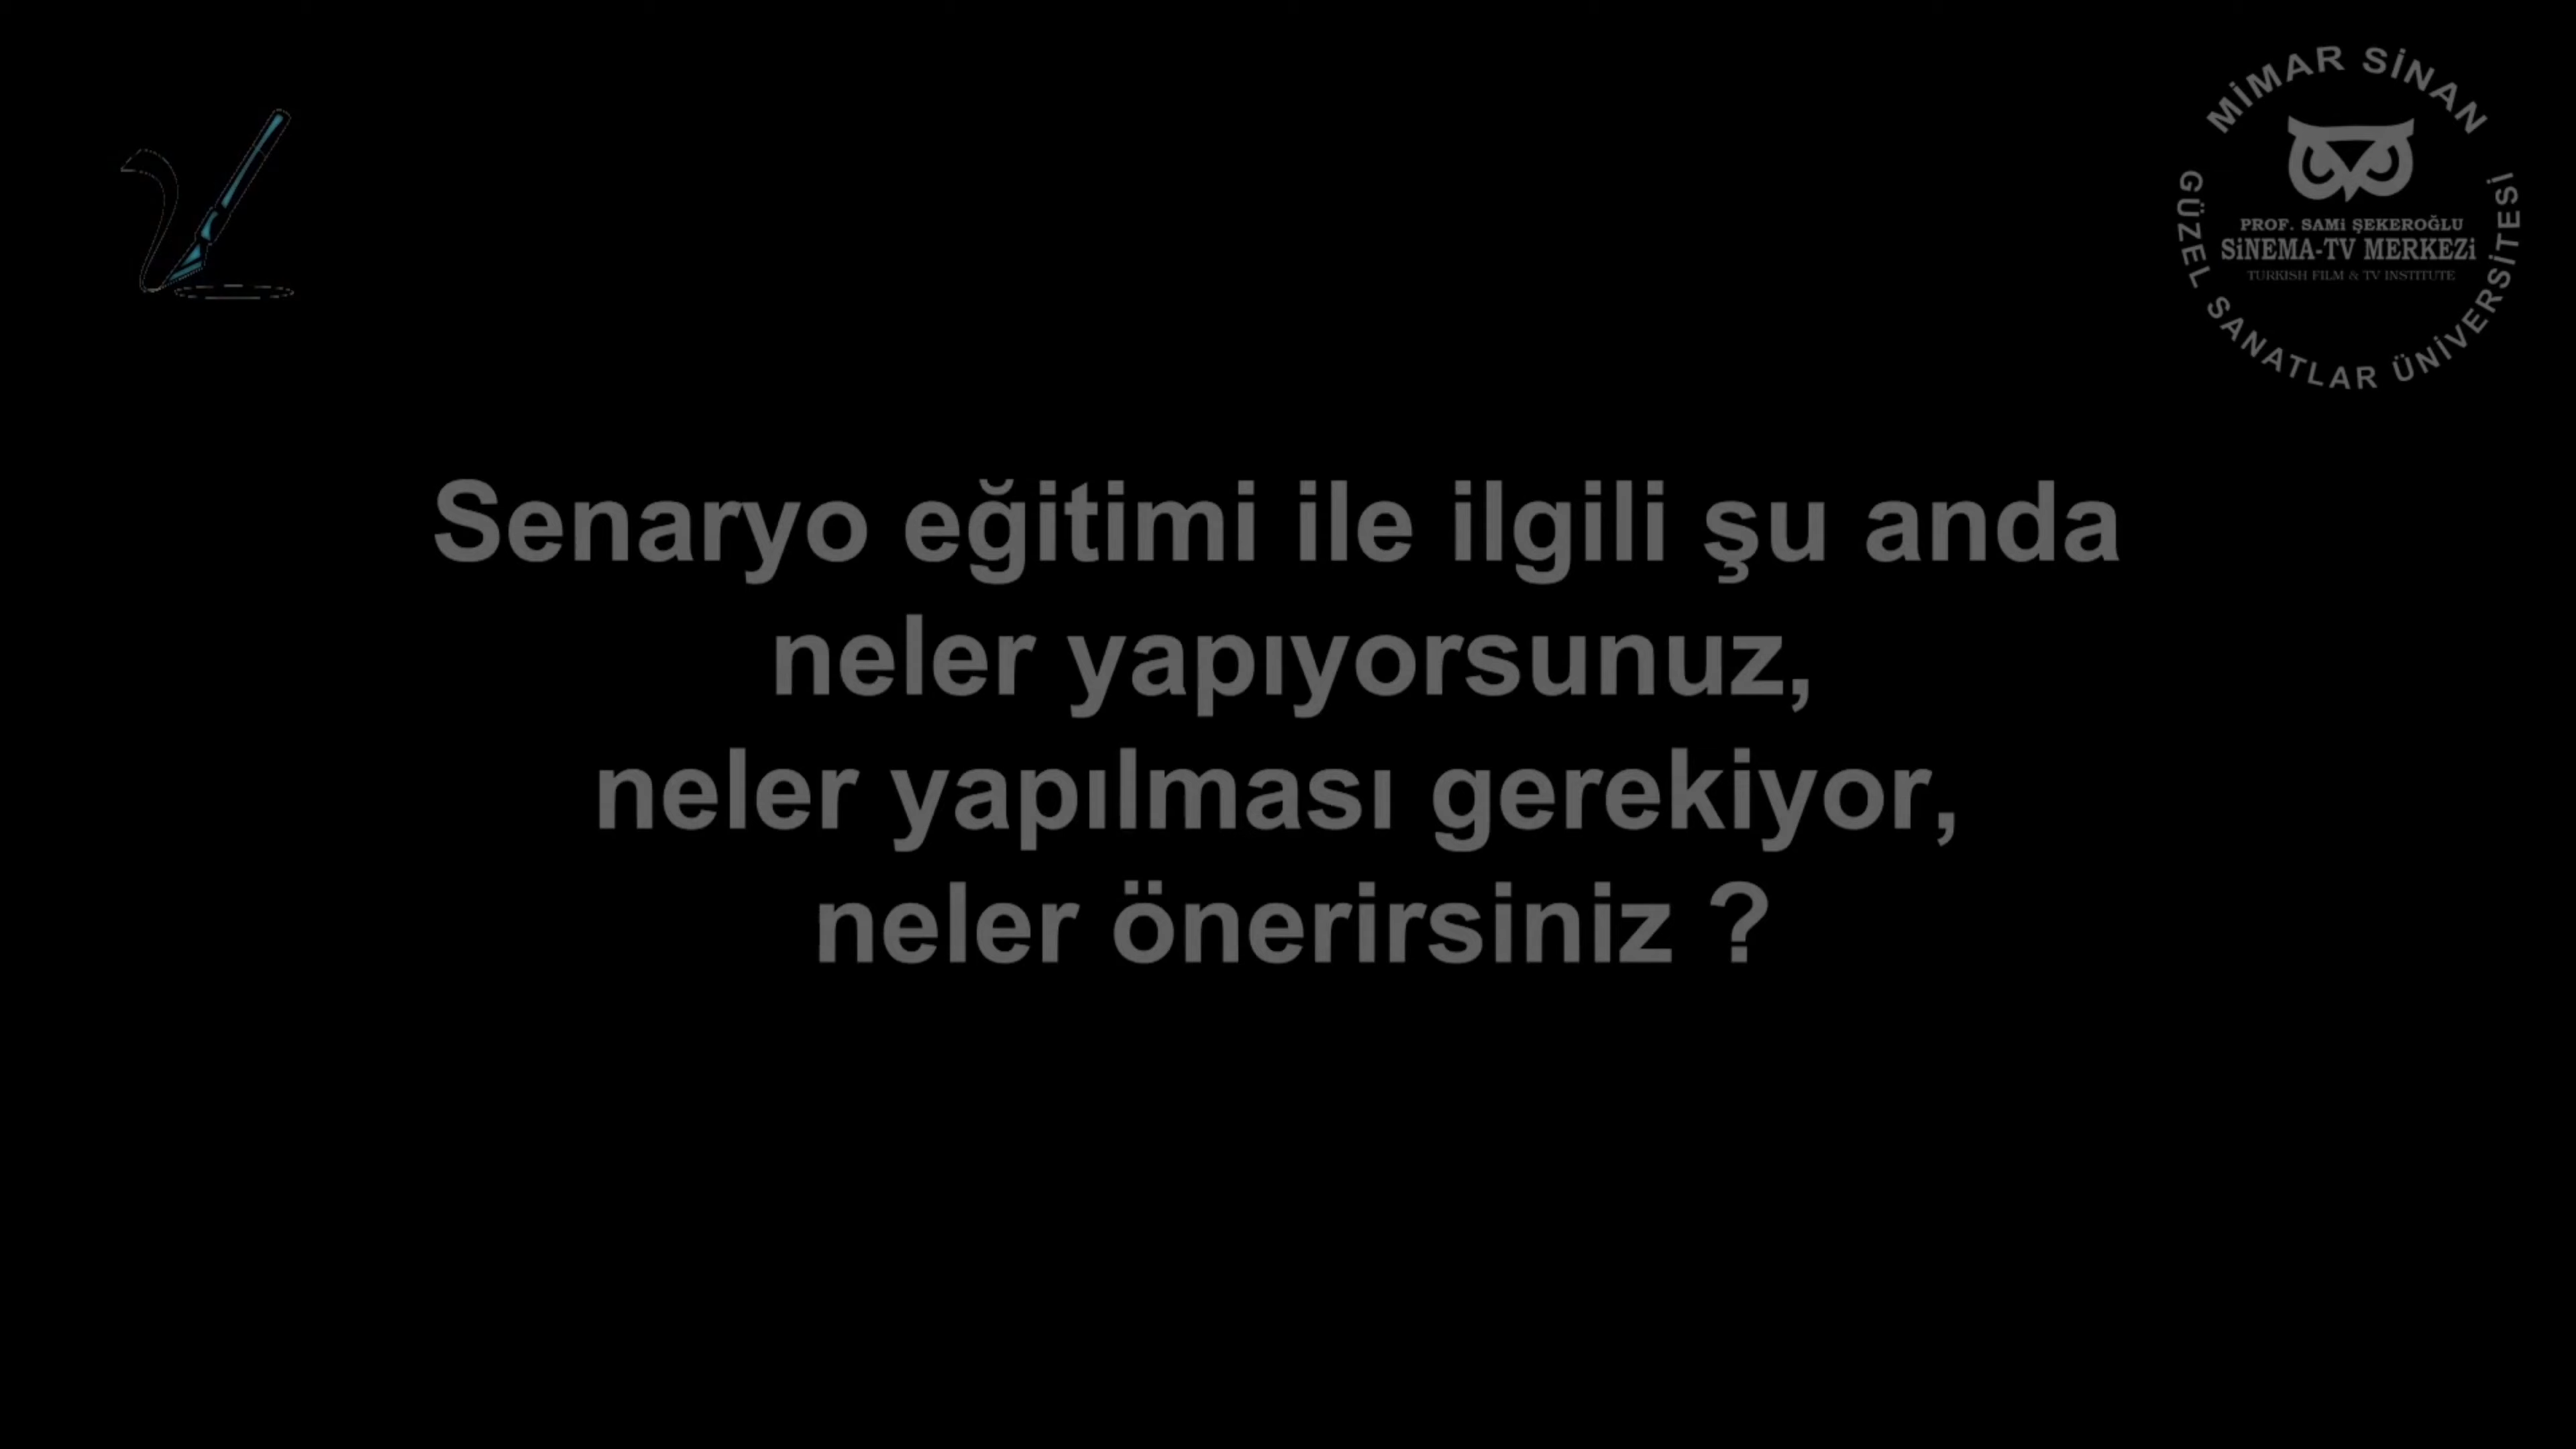 MİMAR SİNAN
GÜZEL SANATLAR ÜNİVERSİTESİ
PROF. SAMİ ŞEKEROĞLU
SİNEMA-TV MERKEZİ
TURKISH FILM & TV INSTITUTE
Senaryo eğitimi ile ilgili şu anda
neler yapıyorsunuz,
neler yapılması gerekiyor,
neler önerirsiniz ?